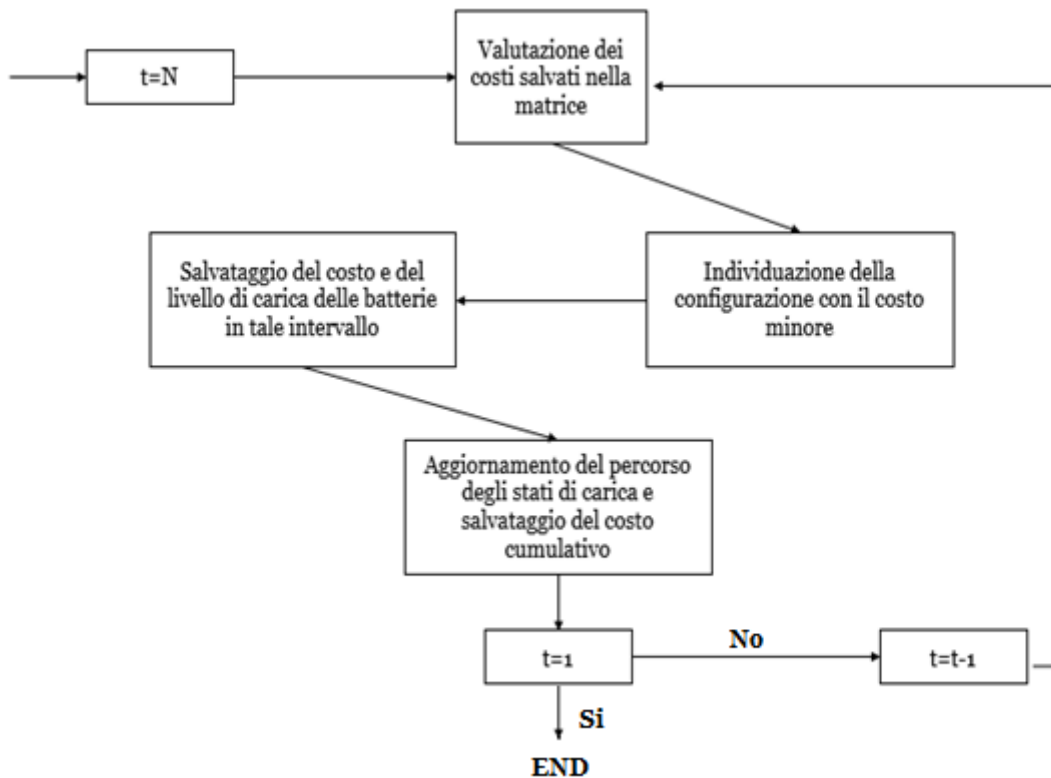 t=N
Valutazione dei
costi salvati nella
matrice
Salvataggio del costo e del
livello di carica delle batterie
in tale intervallo
Individuazione della
configurazione con il costo
minore
Aggiornamento del percorso
degli stati di carica e
salvataggio del costo
cumulativo
t=1
No
t=t-1
Si
END